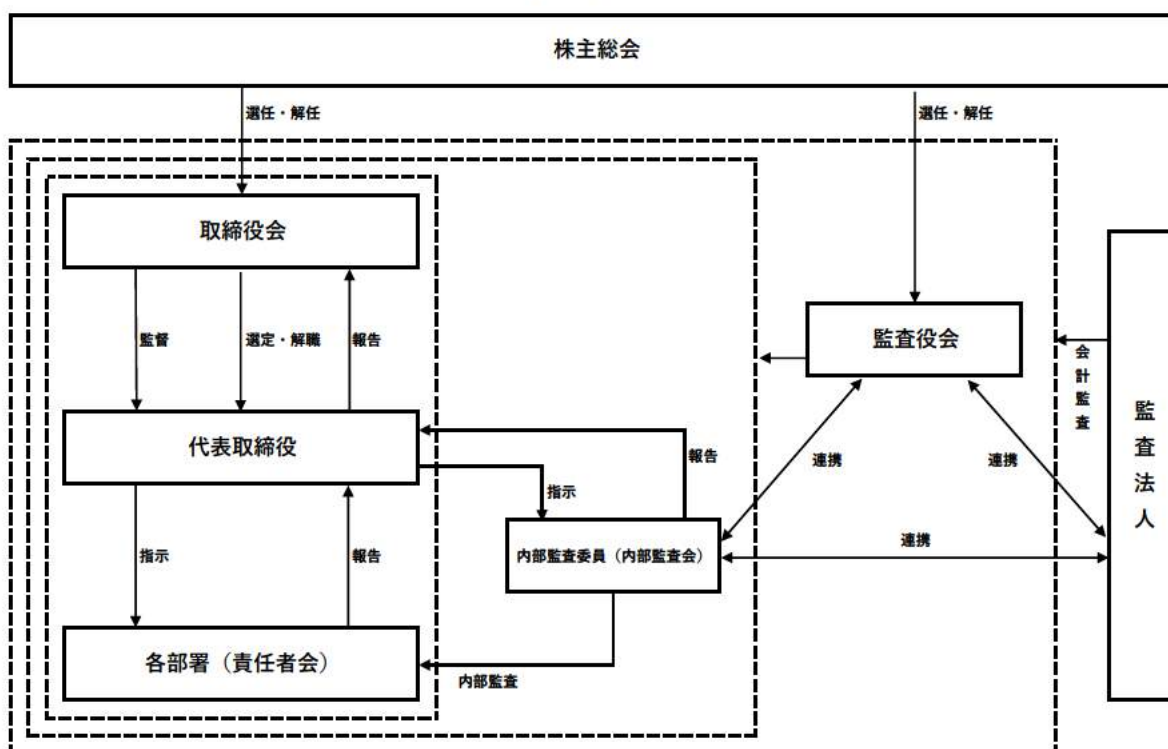 株主総会
選任・解任
選任・解任
取締役会
監督
選定・解職
報告
監査役会
会計監査
監査法人
代表取締役
報告
指示
連携
連携
内部監査委員（内部監査会）
連携
指示
報告
各部署（責任者会）
内部監査